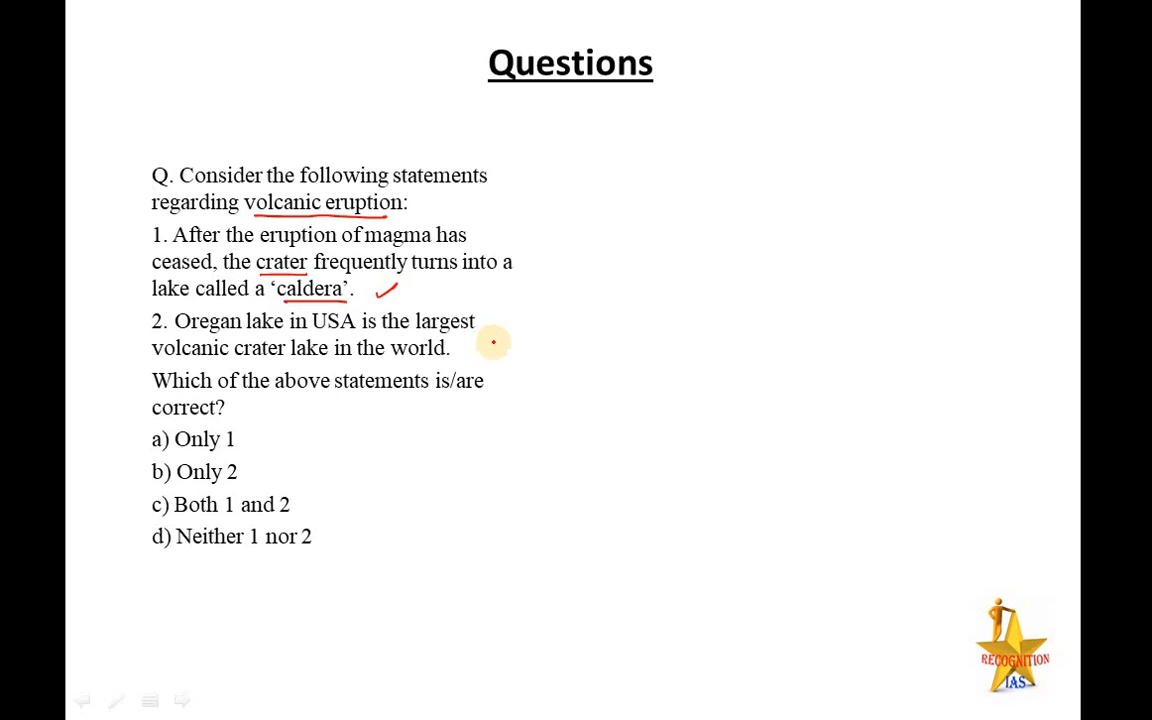 Questions
Q. Consider the following statements
regarding volcanic eruption:
1. After the eruption of magma has
ceased, the crater frequently turns into a
lake called a ‘caldera’.
2. Oregan lake in USA is the largest
volcanic crater lake in the world.
Which of the above statements is/are
correct?
a) Only 1
b) Only 2
c) Both 1 and 2
d) Neither 1 nor 2
RECOGNITION
IAS